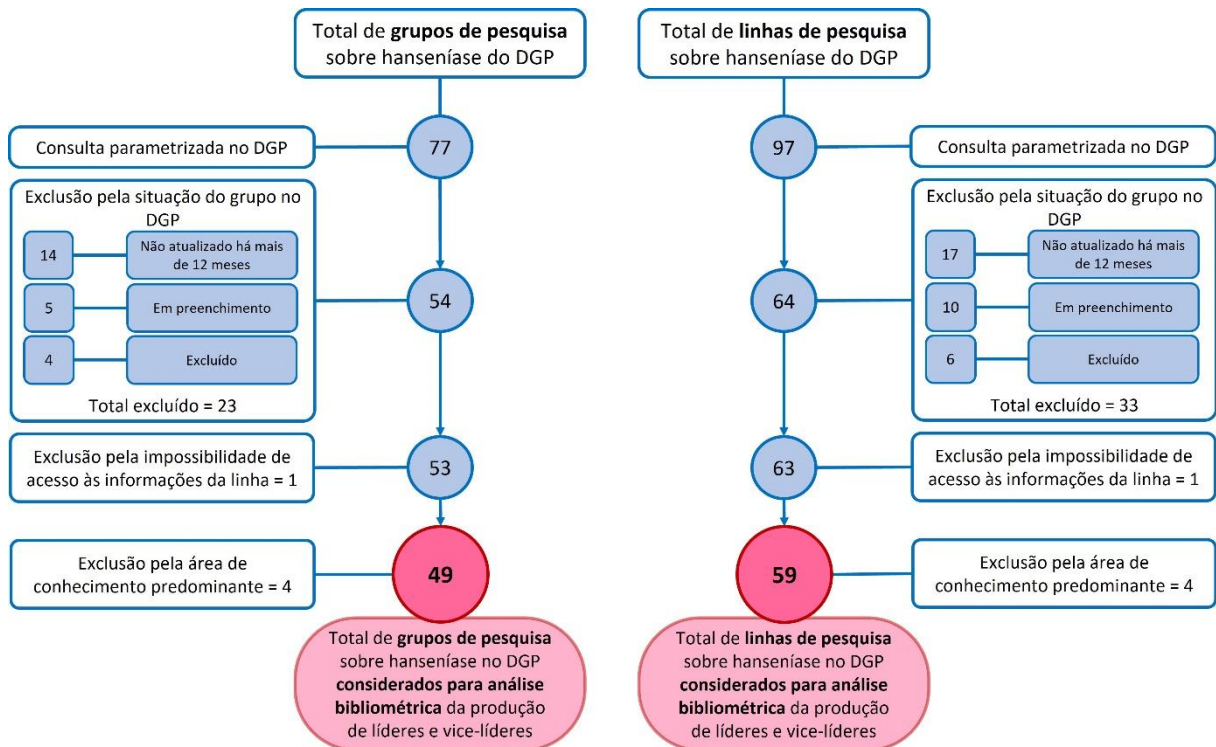 Total de grupos de pesquisa
sobre hanseníase do DGP
77
Consulta parametrizada no DGP
Exclusão pela situação do grupo no
DGP
14
Não atualizado há mais
de 12 meses
5
Em preenchimento
4
Excluído
Total excluído = 23
54
Exclusão pela impossibilidade de
acesso às informações da linha = 1
53
Exclusão pela área de
conhecimento predominante = 4
49
Total de grupos de pesquisa
sobre hanseníase no DGP
considerados para análise
bibliométrica da produção
de líderes e vice-líderes
Total de linhas de pesquisa
sobre hanseníase do DGP
97
Consulta parametrizada no DGP
Exclusão pela situação do grupo no
DGP
17
Não atualizado há mais
de 12 meses
10
Em preenchimento
6
Excluído
Total excluído = 33
64
Exclusão pela impossibilidade de
acesso às informações da linha = 1
63
Exclusão pela área de
conhecimento predominante = 4
59
Total de linhas de pesquisa
sobre hanseníase no DGP
considerados para análise
bibliométrica da produção
de líderes e vice-líderes